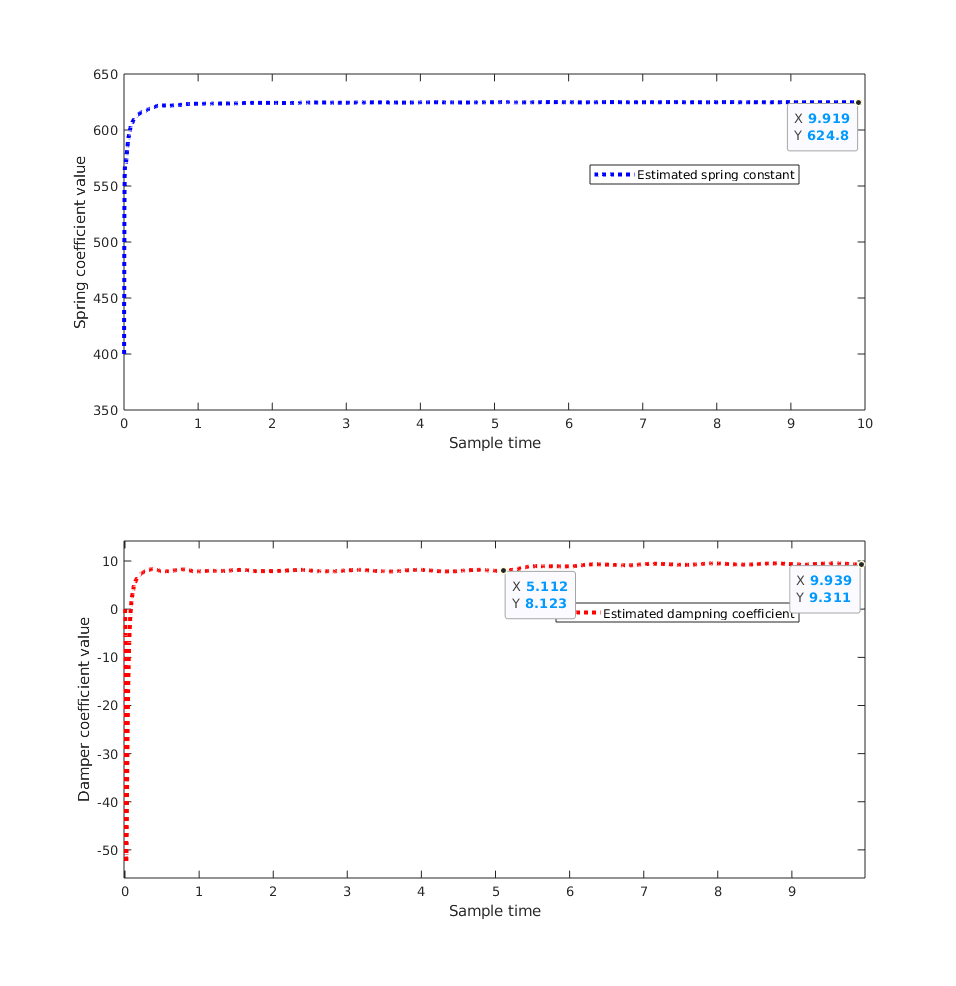 650
600
550
500
450
400
350
Spring coefficient value
X 9.919
Y 624.8
Estimated spring constant
0 1 2 3 4 5 6 7 8 9 10
Sample time
10
0
-10
-20
-30
-40
-50
Damper coefficient value
X 5.112
Y 8.123
X 9.939
Y 9.311
Estimated dampning coefficient
0 1 2 3 4 5 6 7 8 9
Sample time